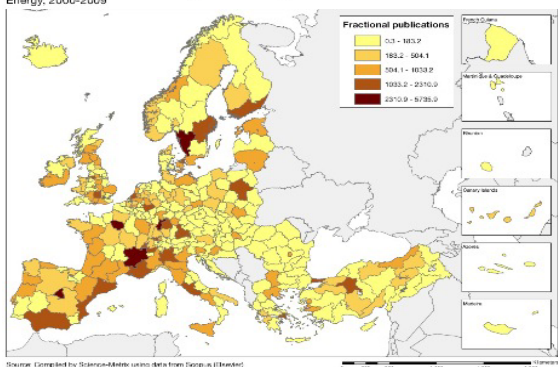 Energy, 2000-2009
Fractional publications
0.3 - 183.2
183.2 - 504.1
504.1 - 1033.2
1033.2 - 2310.9
2310.9 - 5735.9
French Guiana
Martinique & Guadeloupe
Réunion
Canary Islands
Madeira
Source: Compiled by Science-Metrix using data from Scopus (Elsevier)
Kilometers